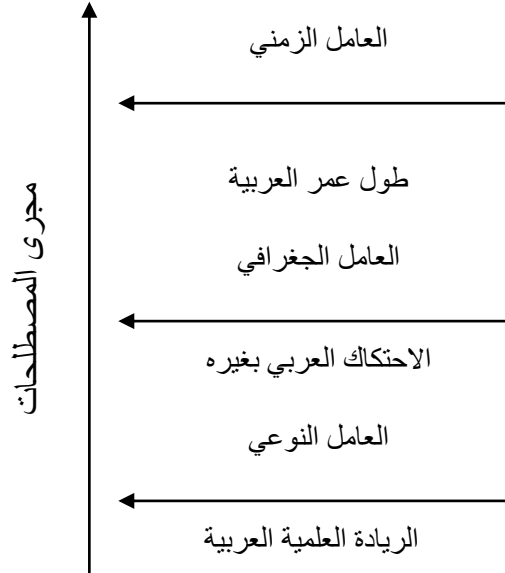 العامل الزمني
طول عمر العربية
العامل الجغرافي
الاحتكاك العربي بغيره
العامل النوعي
الريادة العلمية العربية
مجرى المصطلحات